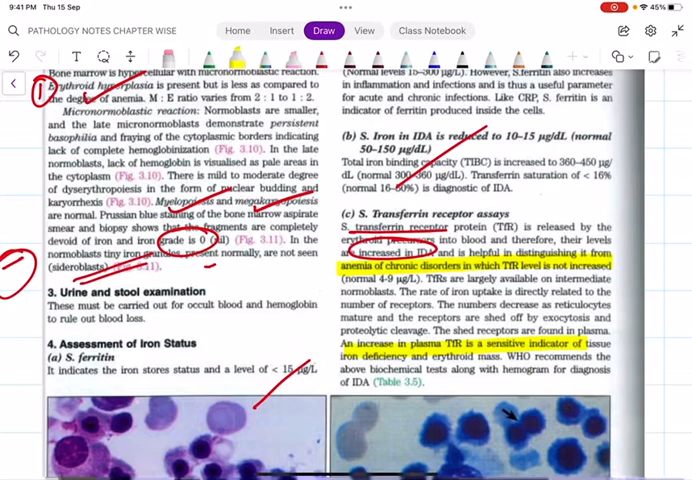 9:41 PM Thu 15 Sep
45%
PATHOLOGY NOTES CHAPTER WISE
Home Insert Draw View Class Notebook
Bone marrow is hypercellular with micronormoblastic reaction.
Erythroid hyperplasia is present but is less as compared to
the degree of anemia. M : E ratio varies from 2 : 1 to 1 : 2.
Micronormoblastic reaction: Normoblasts are smaller,
and the late micronormoblasts demonstrate persistent
basophilia and fraying of the cytoplasmic borders indicating
lack of complete hemoglobinization (Fig. 3.10). In the late
normoblasts, lack of hemoglobin is visualised as pale areas in
the cytoplasm (Fig. 3.10). There is mild to moderate degree
of dyserythropoiesis in the form of nuclear budding and
karyorrhexis (Fig. 3.10). Myelopoiesis and megakaryopoiesis
are normal. Prussian blue staining of the bone marrow aspirate
smear and biopsy shows that the fragments are completely
devoid of iron and iron grade is 0 (nil) (Fig. 3.11). In the
normoblasts tiny iron granules, present normally, are not seen
(sideroblasts) (Fig. 3.11).
3. Urine and stool examination
These must be carried for occult blood and hemoglobin
to rule out blood loss.
4. Assessment of Iron Status
(a) S. ferritin
It indicates the iron stores status and a level of < 15 µg/L
(Normal levels 15–300 µg/L). However, S.ferritin also increases
in inflammation and infections and is thus a useful parameter
for acute and chronic infections. Like CRP, S. ferritin is an
indicator of ferritin produced inside the cells.
(b) S. Iron in IDA is reduced to 10–15 µg/dL (normal
50–150 µg/dL)
Total iron binding capacity (TIBC) is increased to 360–450 µg/
dL (normal 300–360 µg/dL). Transferrin saturation of < 16%
(normal 16–60%) is diagnostic of IDA.
(c) S. Transferrin receptor assays
S. transferrin receptor protein (TfR) is released by the
erythroid precursors into blood and therefore, their levels
are increased in IDA and is helpful in distinguishing it from
anemia of chronic disorders in which TfR level is not increased
(normal 4-9 µg/L). TfRs are largely available on intermediate
normoblasts. The rate of iron uptake is directly related to the
number of receptors. The numbers decrease as reticulocytes
mature and the receptors are shed off by exocytosis and
proteolytic cleavage. The shed receptors are found in plasma.
An increase in plasma TfR is a sensitive indicator of tissue
iron deficiency and erythroid mass. WHO recommends the
above biochemical tests along with hemogram for diagnosis
of IDA (Table 3.5).